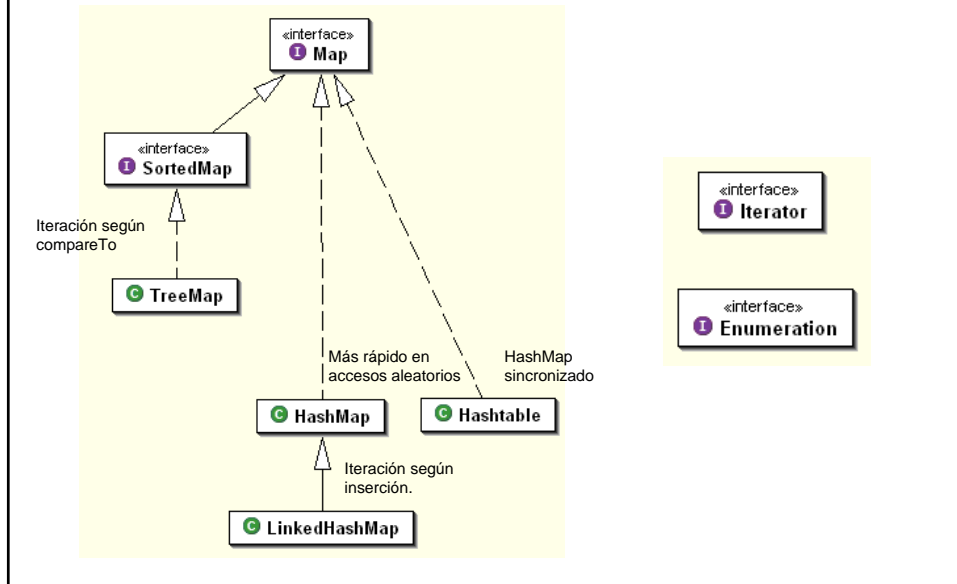 «interface»
I Map
«interface»
I SortedMap
Iteración según
compareTo
C TreeMap
Más rápido en
accesos aleatorios
HashMap
sincronizado
C HashMap
C Hashtable
Iteración según
inserción.
C LinkedHashMap
«interface»
I Iterator
«interface»
I Enumeration